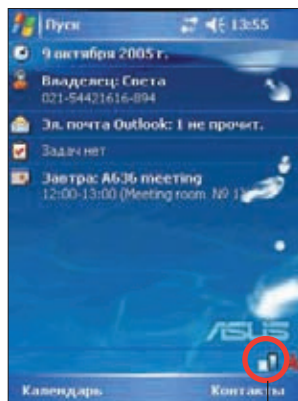 Пуск 13:55
9 октября 2005 г.
Владелец: Света
021-54421616-894
Эл. почта Outlook: 1 не прочит.
Задач нет
Завтра: A636 meeting
12:00-13:00 (Meeting room № 1)
ASUS
Календарь Контакты